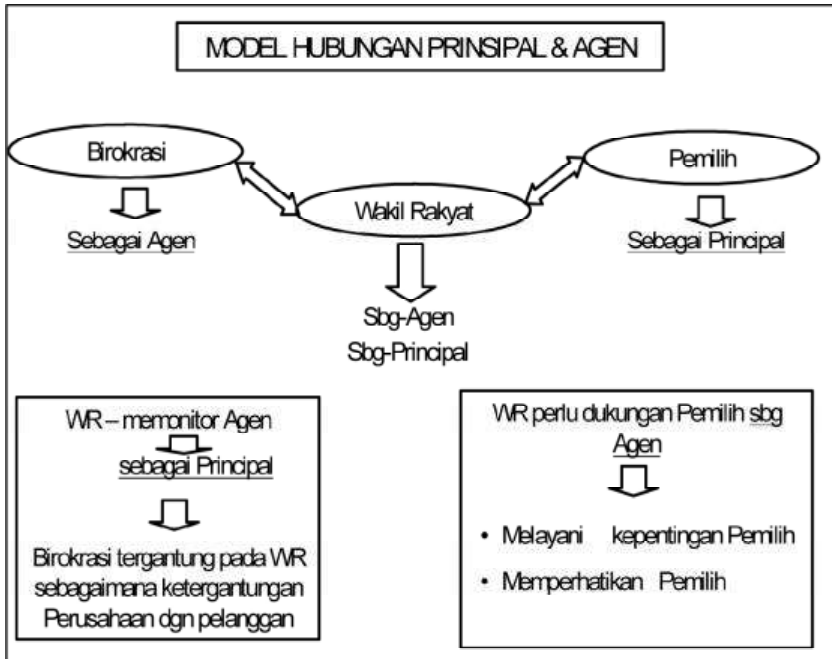 MODEL HUBUNGAN PRINSIPAL & AGEN
Birokrasi
Pemilih
Wakil Rakyat
Sebagai Agen
Sebagai Principal
Sbg-Agen
Sbg-Principal
WR – memonitor Agen
sebagai Principal
Birokrasi tergantung pada WR
sebagaimana ketergantungan
Perusahaan dgn pelanggan
WR perlu dukungan Pemilih sbg
Agen
• Melayani kepentingan Pemilih
• Memperhatikan Pemilih